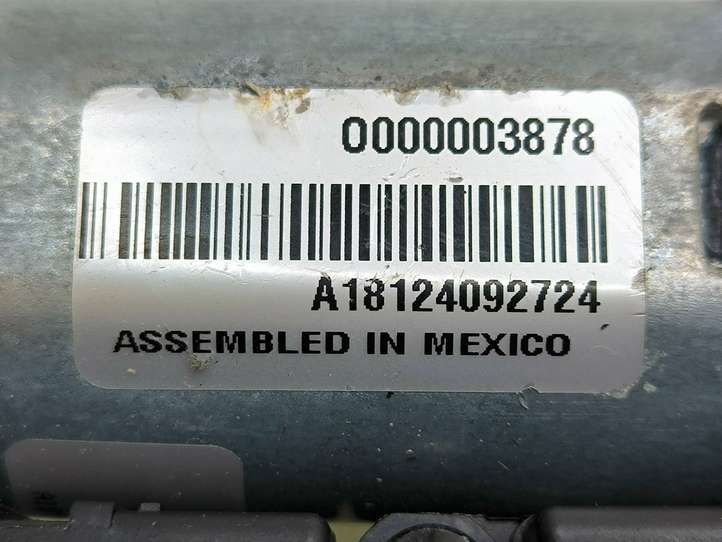 0000003878
A18124092724
ASSEMBLED IN MEXICO